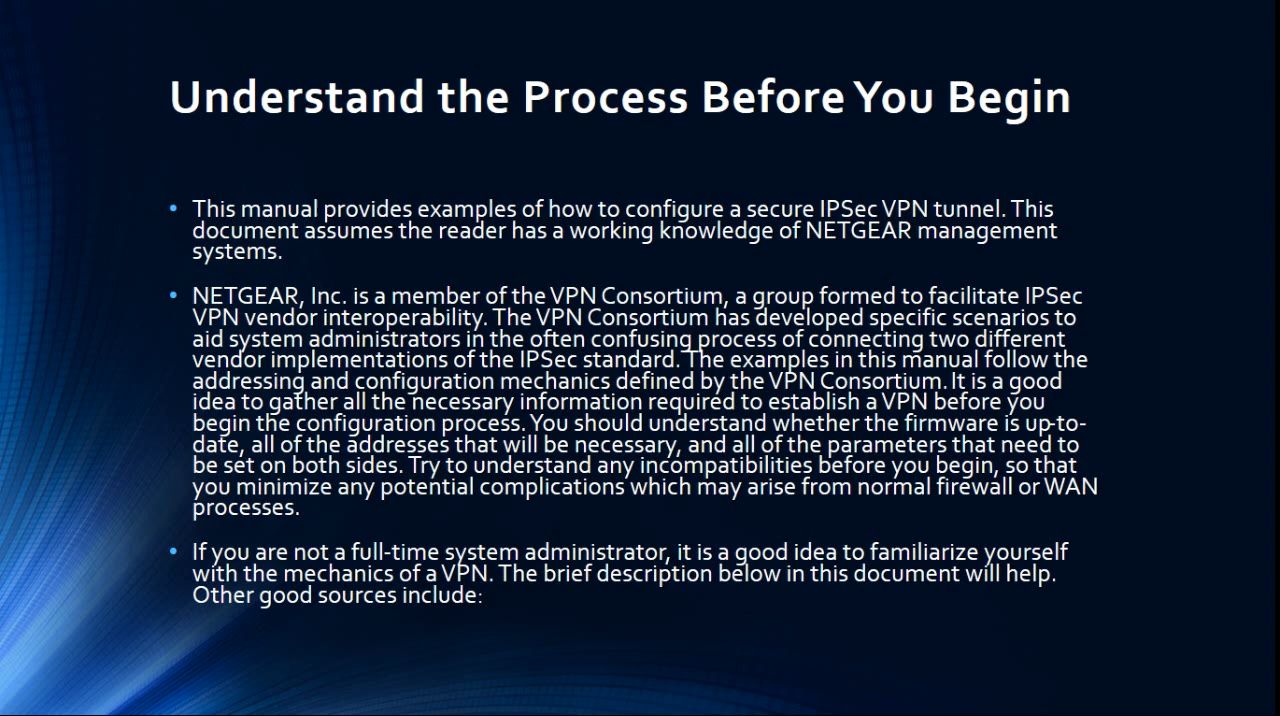 Understand the Process Before You Begin
• This manual provides examples of how to configure a secure IPSec VPN tunnel. This
document assumes the reader has a working knowledge of NETGEAR management
systems.
• NETGEAR, Inc. is a member of the VPN Consortium, a group formed to facilitate IPSec
VPN vendor interoperability. The VPN Consortium has developed specific scenarios to
aid system administrators in the often confusing process of connecting two different
vendor implementations of the IPSec standard. The examples in this manual follow the
addressing and configuration mechanics defined by the VPN Consortium. It is a good
idea to gather all the necessary information required to establish a VPN before you
begin the configuration process. You should understand whether the firmware is up-to-
date, all of the addresses that will be necessary, and all of the parameters that need to
be set on both sides. Try to understand any incompatibilities before you begin, so that
you minimize any potential complications which may arise from normal firewall or WAN
processes.
• If you are not a full-time system administrator, it is a good idea to familiarize yourself
with the mechanics of a VPN. The brief description below in this document will help.
Other good sources include: